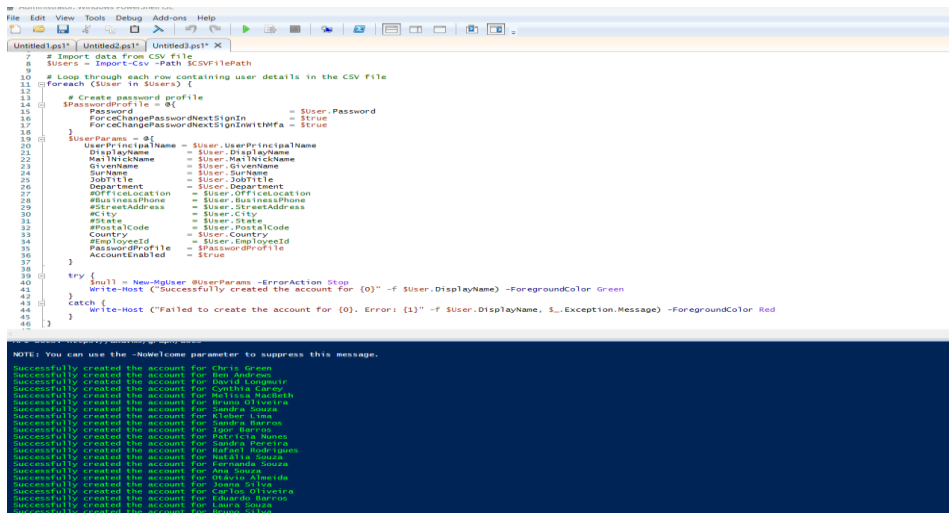 Administrator: Windows PowerShell ISE
File Edit View Tools Debug Add-ons Help
Untitled1.ps1* Untitled2.ps1* Untitled3.ps1* X
7 # Import data from CSV file
8 $Users = Import-Csv -Path $CSVFilePath
9
10 # Loop through each row containing user details in the CSV file
11 foreach ($User in $Users) {
12
13 # Create password profile
14 $PasswordProfile = @{
15 Password = $User.Password
16 ForceChangePasswordNextSignIn = $true
17 ForceChangePasswordNextSignInWithMfa = $true
18 }
19 $UserParams = @{
20 UserPrincipalName = $User.UserPrincipalName
21 DisplayName = $User.DisplayName
22 MailNickName = $User.MailNickName
23 GivenName = $User.GivenName
24 SurName = $User.SurName
25 JobTitle = $User.JobTitle
26 Department = $User.Department
27 #OfficeLocation = $User.OfficeLocation
28 #BusinessPhone = $User.BusinessPhone
29 #StreetAddress = $User.StreetAddress
30 #City = $User.City
31 #State = $User.State
32 #PostalCode = $User.PostalCode
33 Country = $User.Country
34 #EmployeeId = $User.EmployeeId
35 PasswordProfile = $PasswordProfile
36 AccountEnabled = $true
37 }
38
39 try {
40 $null = New-MgUser @UserParams -ErrorAction Stop
41 Write-Host ("Successfully created the account for {0}" -f $User.DisplayName) -ForegroundColor Green
42 }
43 catch {
44 Write-Host ("Failed to create the account for {0}. Error: {1}" -f $User.DisplayName, $_.Exception.Message) -ForegroundColor Red
45 }
46 }
NOTE: You can use the -NoWelcome parameter to suppress this message.
Successfully created the account for Chris Green
Successfully created the account for Ben Andrews
Successfully created the account for David Longmuir
Successfully created the account for Cynthia Carey
Successfully created the account for Melissa MacBeth
Successfully created the account for Bruno Oliveira
Successfully created the account for Sandra Souza
Successfully created the account for Kleber Lima
Successfully created the account for Sandra Barros
Successfully created the account for Igor Barros
Successfully created the account for Patrícia Nunes
Successfully created the account for Sandra Pereira
Successfully created the account for Rafael Rodrigues
Successfully created the account for Natália Souza
Successfully created the account for Fernanda Souza
Successfully created the account for Ana Souza
Successfully created the account for Otávio Almeida
Successfully created the account for Joana Silva
Successfully created the account for Carlos Oliveira
Successfully created the account for Eduardo Barros
Successfully created the account for Laura Souza
Successfully created the account for Bruno Silva